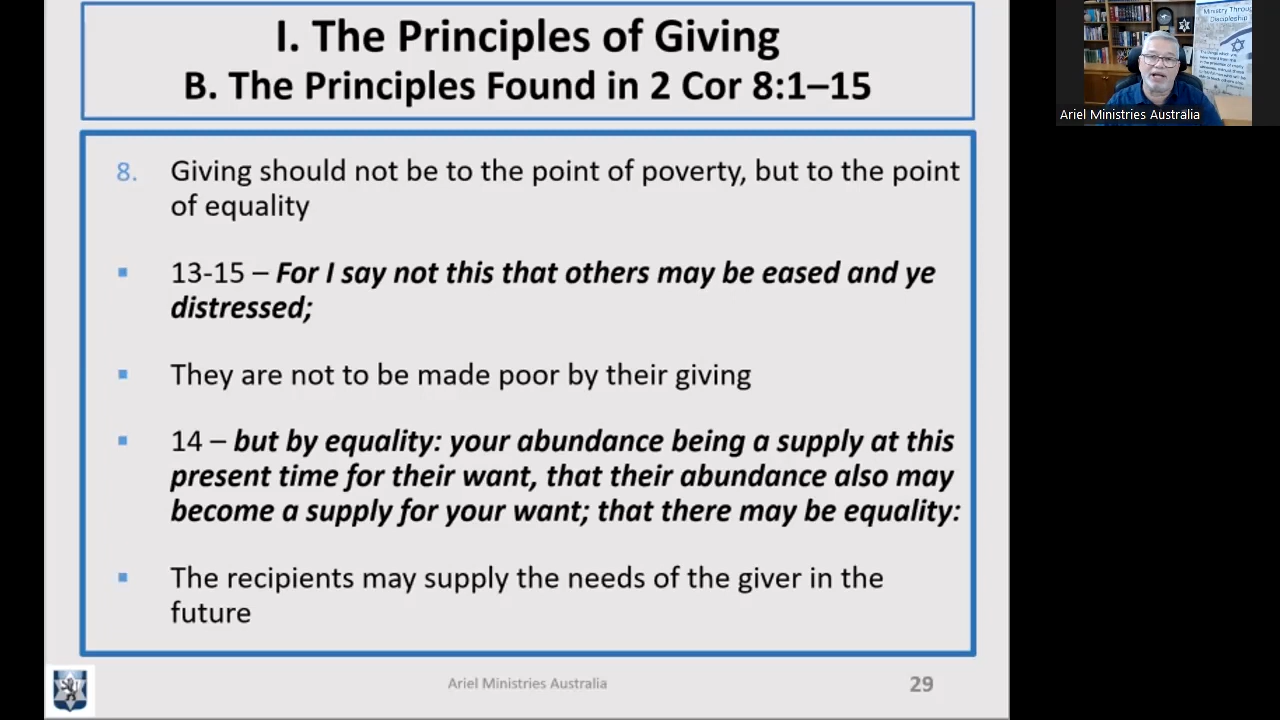 I. The Principles of Giving
B. The Principles Found in 2 Cor 8:1–15
8. Giving should not be to the point of poverty, but to the point
of equality
▪ 13-15 – For I say not this that others may be eased and ye
distressed;
▪ They are not to be made poor by their giving
▪ 14 – but by equality: your abundance being a supply at this
present time for their want, that their abundance also may
become a supply for your want; that there may be equality:
▪ The recipients may supply the needs of the giver in the
future
Ariel Ministries Australia
29
Ministry Through
Discipleship
Ariel Ministries Australia